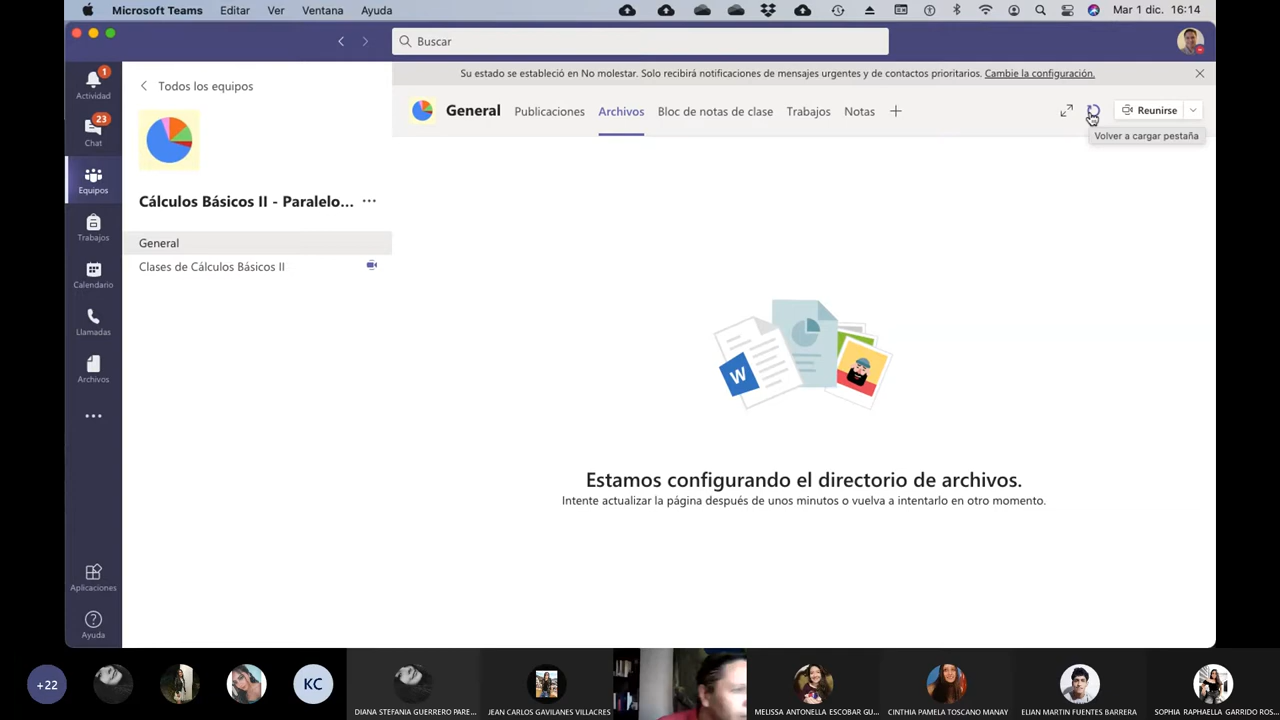 Microsoft Teams Editar Ver Ventana Ayuda Mar 1 dic. 16:14
Buscar
Su estado se estableció en No molestar. Solo recibirá notificaciones de mensajes urgentes y de contactos prioritarios. Cambie la configuración.
General Publicaciones Archivos Bloc de notas de clase Trabajos Notas Reunirse
Volver a cargar pestaña
1
Actividad
23
Chat
Equipos
Trabajos
Calendario
Llamadas
Archivos
Aplicaciones
Ayuda
Todos los equipos
Cálculos Básicos II - Paralelo...
General
Clases de Cálculos Básicos II
W
Estamos configurando el directorio de archivos.
Intente actualizar la página después de unos minutos o vuelva a intentarlo en otro momento.
+22
KC
DIANA STEFANIA GUERRERO PARE...
JEAN CARLOS GAVILANES VILLACRES
MELISSA ANTONELLA ESCOBAR GU...
CINTHIA PAMELA TOSCANO MANAY
ELIAN MARTIN FUENTES BARRERA
SOPHIA RAPHAELLA GARRIDO ROS...